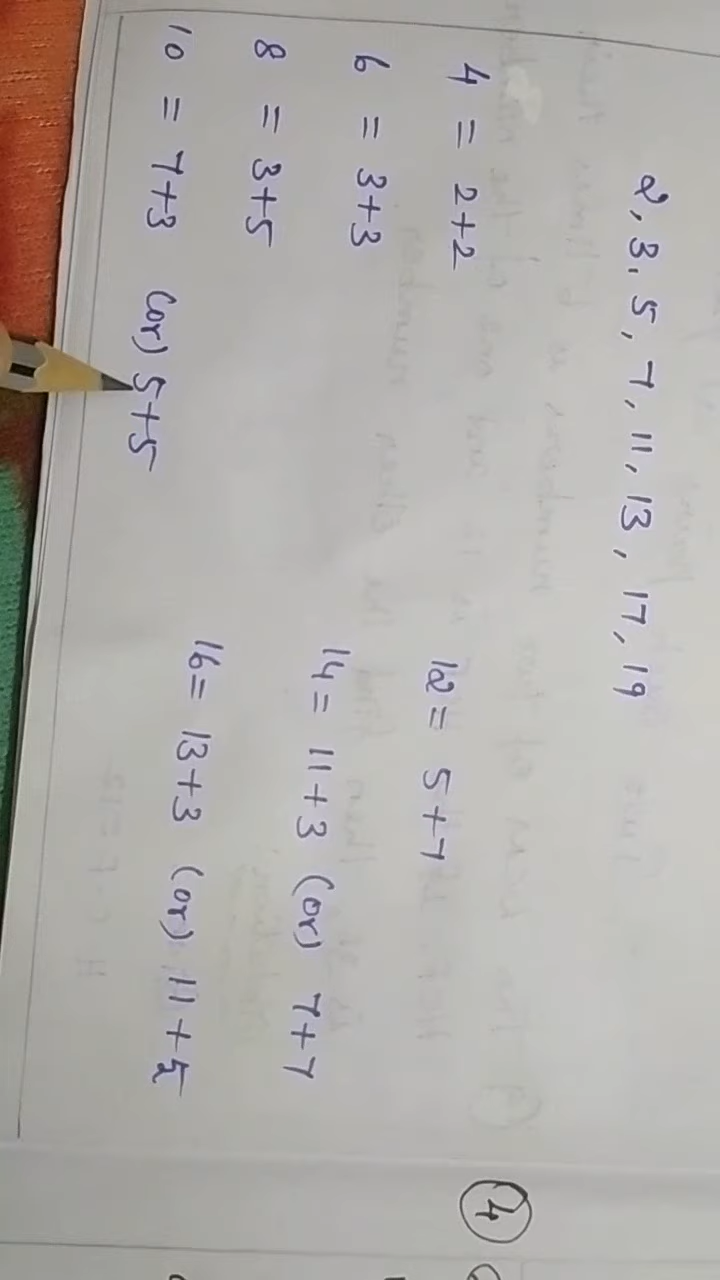 2, 3, 5, 7, 11, 13, 17, 19
4 = 2+2
6 = 3+3
8 = 3+5
10 = 7+3 (or) 5+5
12 = 5+7
14 = 11+3 (or) 7+7
16 = 13+3 (or) 11+5
4